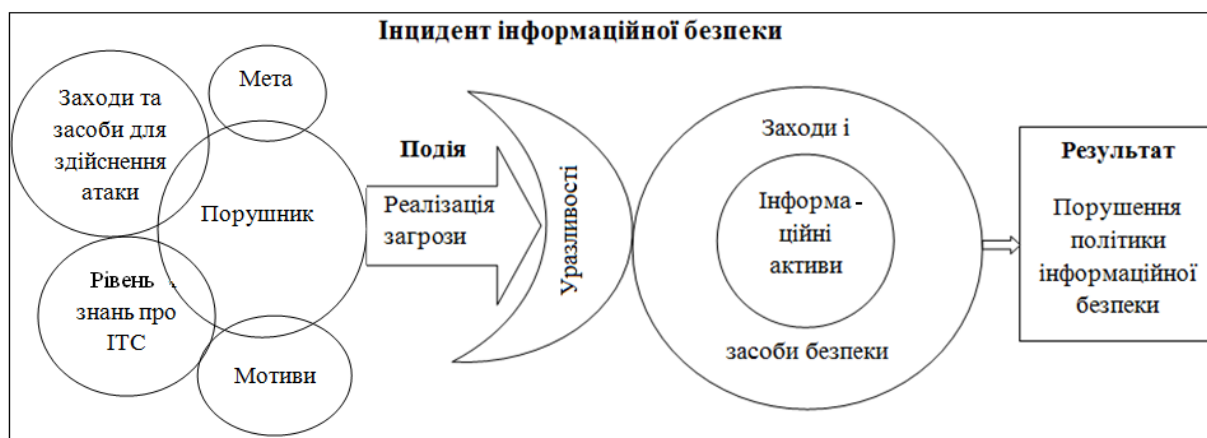 Інцидент інформаційної безпеки
Мета
Заходи та
засоби для
здійснення
атаки
Порушник
Рівень
знань про
ІТС
Мотиви
Подія
Реалізація
загрози
Уразливості
Заходи і
Інформа -
ційні
активи
засоби безпеки
Результат
Порушення
політики
інформаційної
безпеки